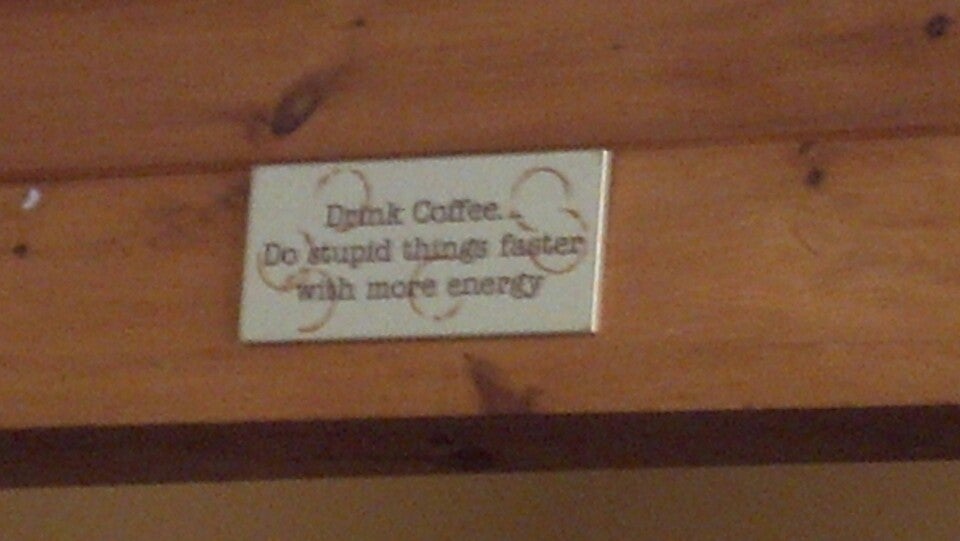 Drink Coffee...
Do stupid things faster
with more energy